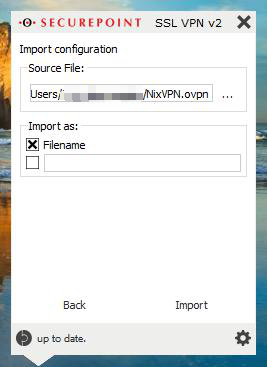 SECUREPOINT SSL VPN v2
Import configuration
Source File:
Users/ /NixVPN.ovpn ...
Import as:
Filename
Back Import
up to date.